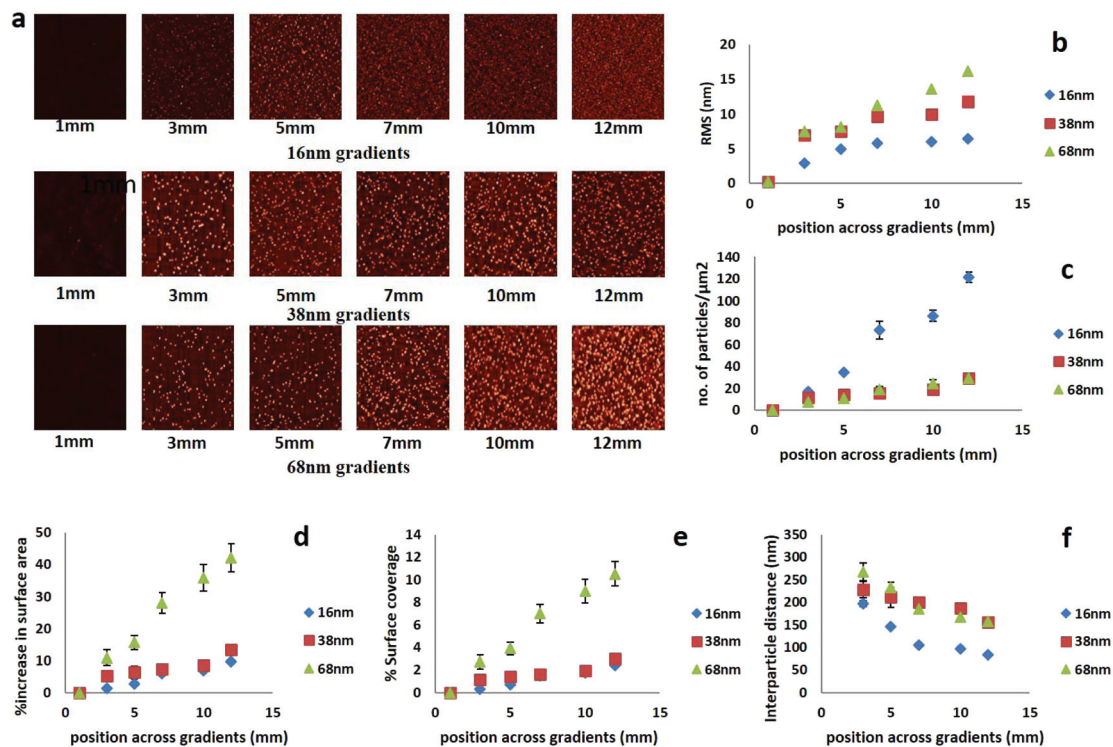 a
1mm 3mm 5mm 7mm 10mm 12mm
16nm gradients
1mm
1mm 3mm 5mm 7mm 10mm 12mm
38nm gradients
1mm 3mm 5mm 7mm 10mm 12mm
68nm gradients
b
RMS (nm)
20
15
10
5
0
0 5 10 15
position across gradients (mm)
16nm
38nm
68nm
c
no. of particles/µm2
140
120
100
80
60
40
20
0
0 5 10 15
position across gradients (mm)
16nm
38nm
68nm
d
%increase in surface area
50
40
30
20
10
0
0 5 10 15
position across gradients (mm)
16nm
38nm
68nm
e
% Surface coverage
14
12
10
8
6
4
2
0
0 5 10 15
position across gradients (mm)
16nm
38nm
68nm
f
Interparticle distance (nm)
350
300
250
200
150
100
50
0
0 5 10 15
position across gradients (mm)
16nm
38nm
68nm